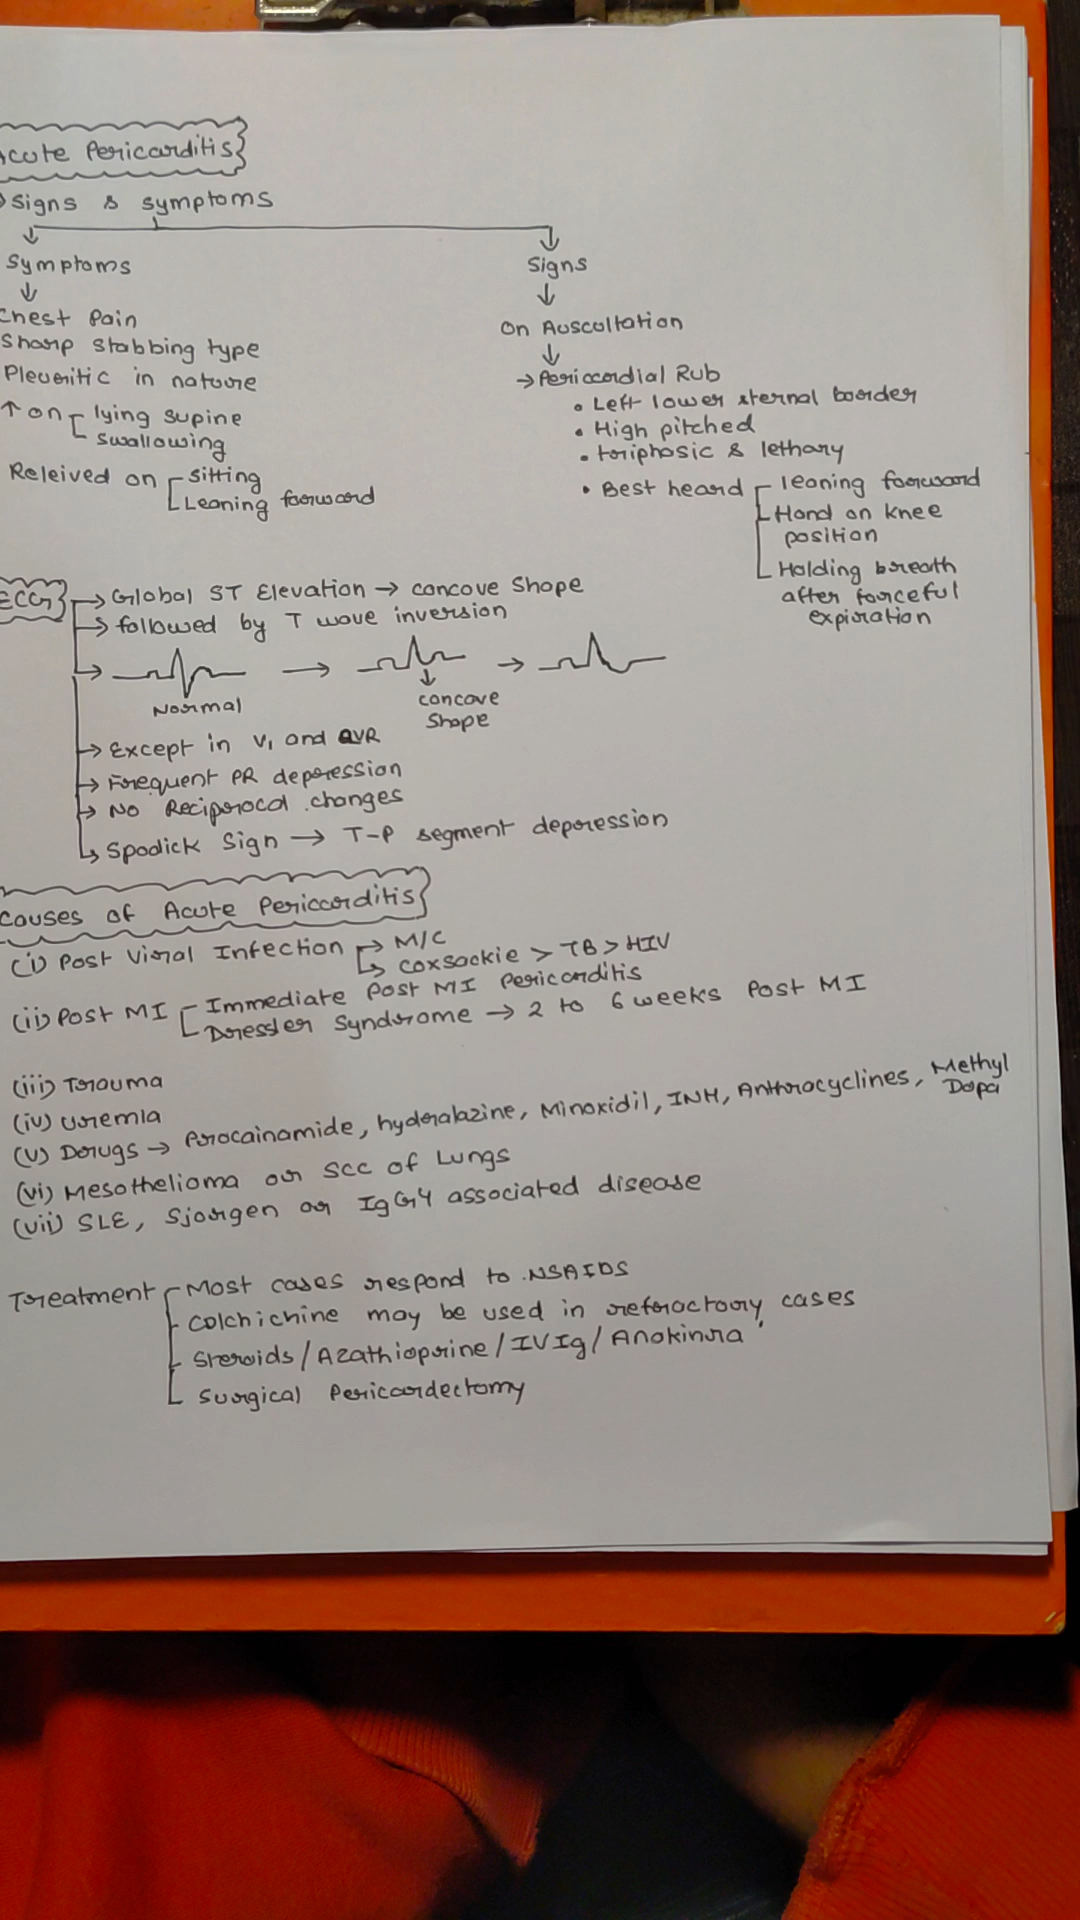 Acute Pericarditis
Signs & symptoms
Symptoms
Chest Pain
Sharp stabbing type
Pleuritic in nature
↑ on lying supine
swallowing
Releived on sitting
Leaning forward
Signs
On Auscultation
→ Pericardial Rub
• Left lower sternal border
• High pitched
• triphasic & lethary
• Best heard leaning forward
Hand on knee
position
Holding breath
after forceful
expiration
ECG → Global ST Elevation → concave shape
→ followed by T wave inversion
→ → →
Normal
concave
shape
→ Except in V1 and aVR
→ Frequent PR depression
→ No Reciprocal changes
→ Spodick Sign → T-P segment depression
Causes of Acute Pericarditis
(i) Post Viral Infection → M/C
→ coxsackie > TB > HIV
(ii) Post MI Immediate Post MI Pericarditis
Dressler Syndrome → 2 to 6 weeks Post MI
(iii) Trauma
(iv) uremia
(v) Drugs → Procainamide, hydralazine, Minoxidil, INH, Anthracyclines, Methyl
Dopa
(vi) Mesothelioma or SCC of Lungs
(vii) SLE, Sjorgen or IgG4 associated disease
Treatment Most cases respond to NSAIDS
Colchichine may be used in refractory cases
Steroids/Azathioprine/IVIg/Anakinra
Surgical Pericardectomy